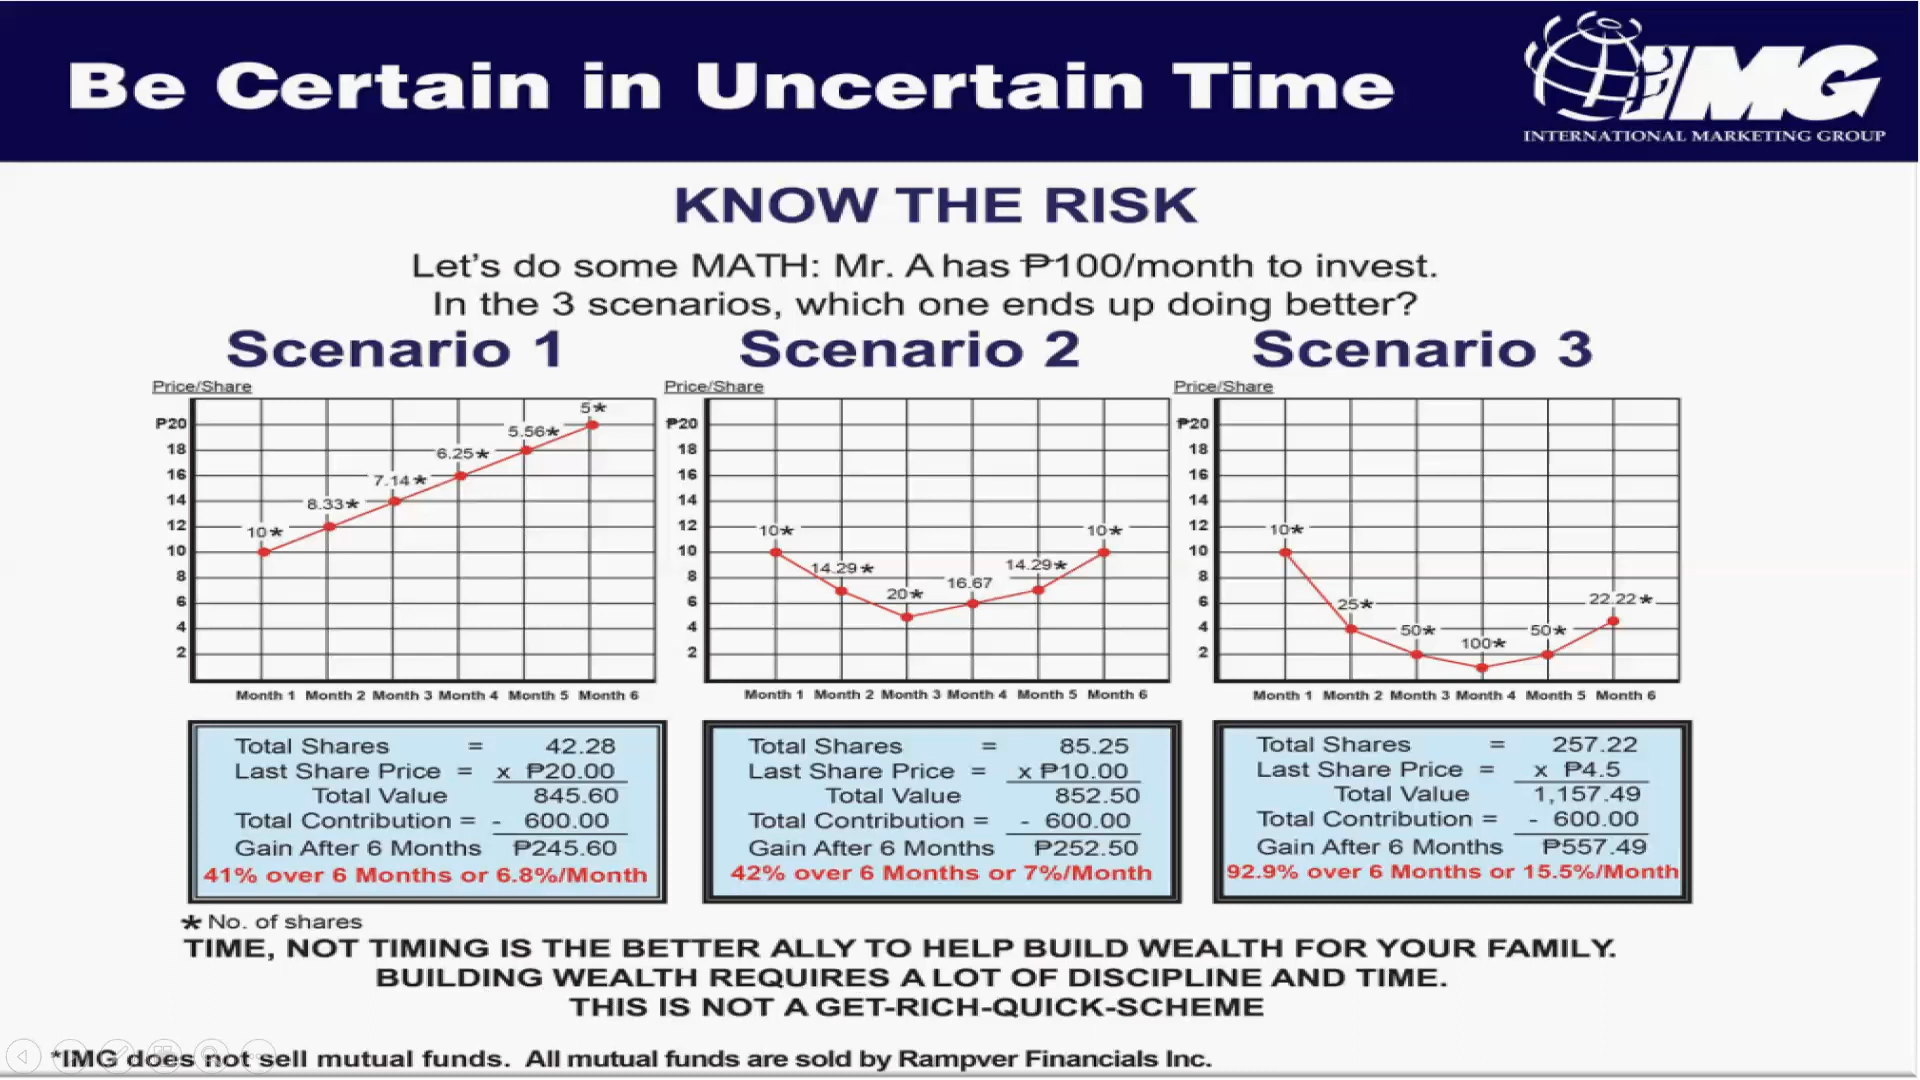 Be Certain in Uncertain Time
IMG
INTERNATIONAL MARKETING GROUP
KNOW THE RISK
Let's do some MATH: Mr. A has ₱100/month to invest.
In the 3 scenarios, which one ends up doing better?
Scenario 1
Price/Share
₱20
18
16
14
12
10
8
6
4
2
10*
8.33*
7.14*
6.25*
5.56*
5*
Month 1 Month 2 Month 3 Month 4 Month 5 Month 6
Total Shares = 42.28
Last Share Price = x ₱20.00
Total Value 845.60
Total Contribution = - 600.00
Gain After 6 Months ₱245.60
41% over 6 Months or 6.8%/Month
Scenario 2
Price/Share
₱20
18
16
14
12
10
8
6
4
2
10*
14.29*
20*
16.67
14.29*
10*
Month 1 Month 2 Month 3 Month 4 Month 5 Month 6
Total Shares = 85.25
Last Share Price = x ₱10.00
Total Value 852.50
Total Contribution = - 600.00
Gain After 6 Months ₱252.50
42% over 6 Months or 7%/Month
Scenario 3
Price/Share
₱20
18
16
14
12
10
8
6
4
2
10*
25*
50*
100*
50*
22.22*
Month 1 Month 2 Month 3 Month 4 Month 5 Month 6
Total Shares = 257.22
Last Share Price = x ₱4.5
Total Value 1,157.49
Total Contribution = - 600.00
Gain After 6 Months ₱557.49
92.9% over 6 Months or 15.5%/Month
* No. of shares
TIME, NOT TIMING IS THE BETTER ALLY TO HELP BUILD WEALTH FOR YOUR FAMILY.
BUILDING WEALTH REQUIRES A LOT OF DISCIPLINE AND TIME.
THIS IS NOT A GET-RICH-QUICK-SCHEME
*IMG does not sell mutual funds. All mutual funds are sold by Rampver Financials Inc.